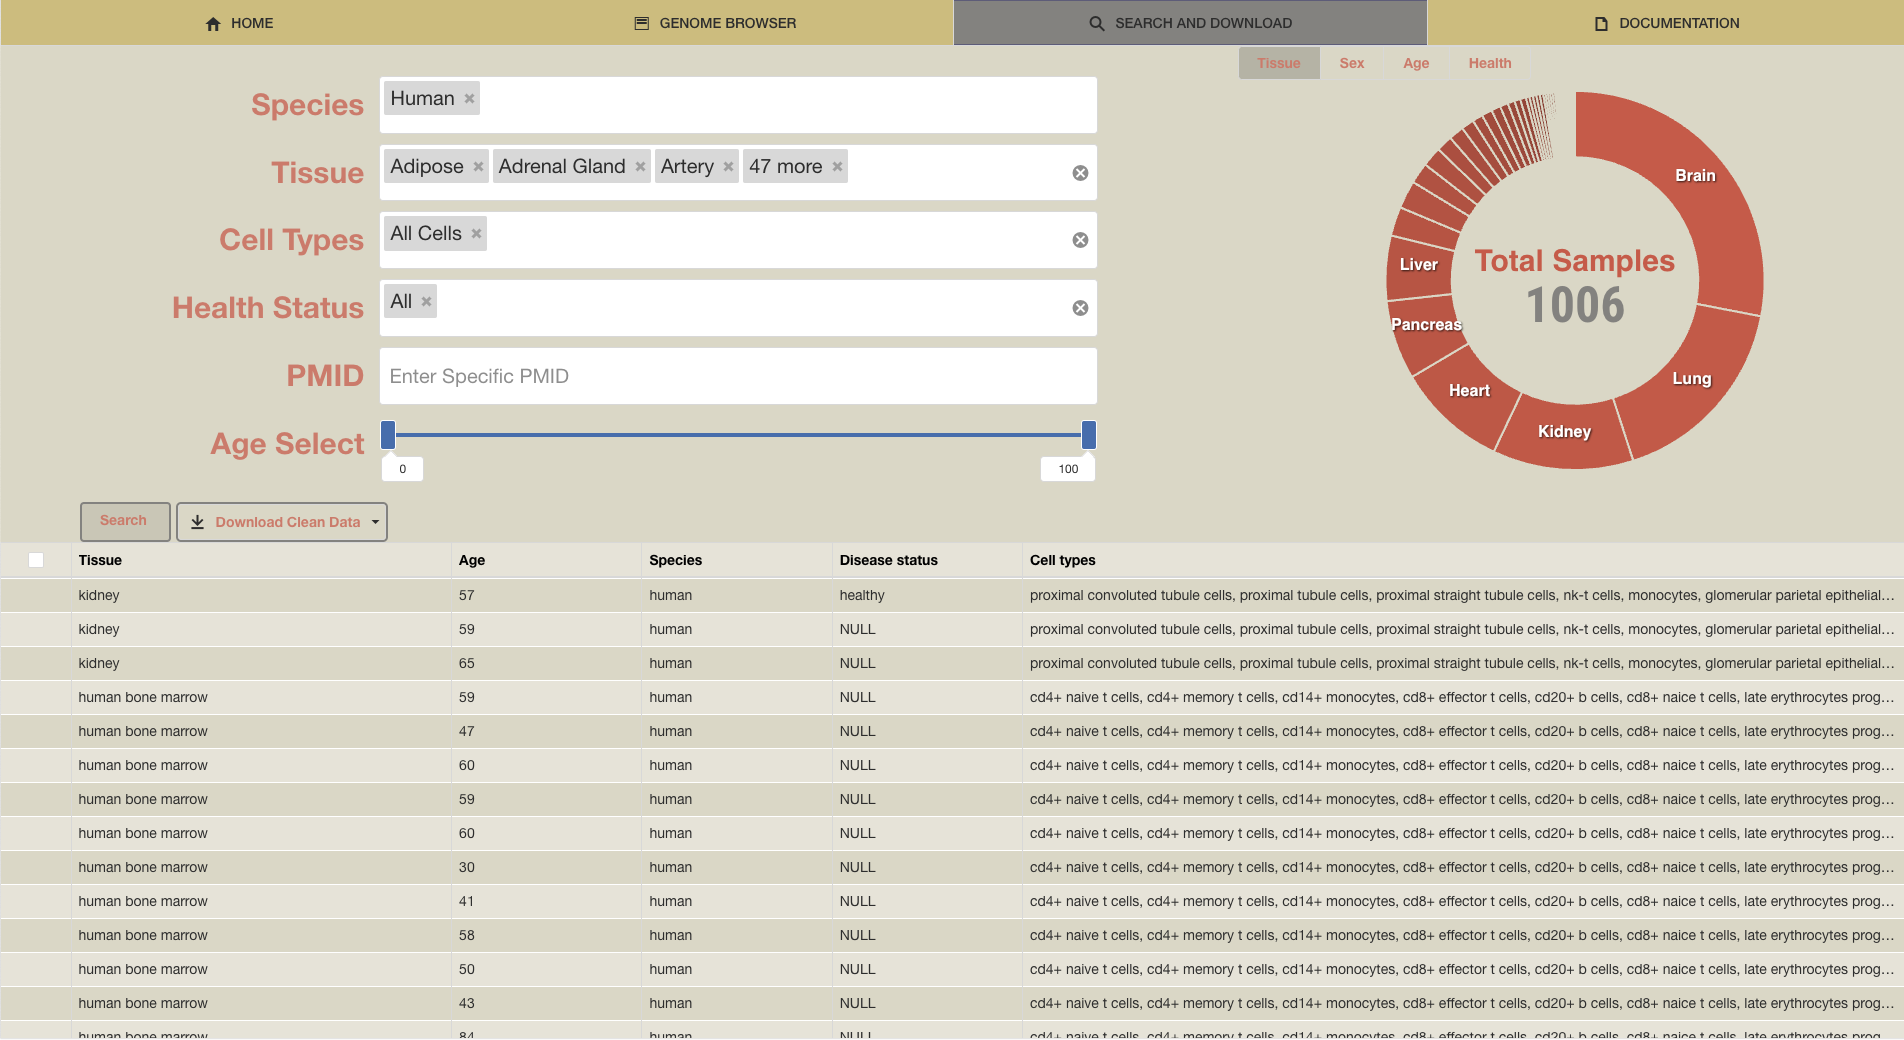 HOME GENOME BROWSER SEARCH AND DOWNLOAD DOCUMENTATION
Tissue Sex Age Health
Species Human ✖
Tissue Adipose ✖ Adrenal Gland ✖ Artery ✖ 47 more ✖
Cell Types All Cells ✖
Health Status All ✖
PMID Enter Specific PMID
Age Select
0 100
Brain
Lung
Kidney
Heart
Pancreas
Liver
Total Samples
1006
Search Download Clean Data
Tissue Age Species Disease status Cell types
kidney 57 human healthy proximal convoluted tubule cells, proximal tubule cells, proximal straight tubule cells, nk-t cells, monocytes, glomerular parietal epithelial...
kidney 59 human NULL proximal convoluted tubule cells, proximal tubule cells, proximal straight tubule cells, nk-t cells, monocytes, glomerular parietal epithelial...
kidney 65 human NULL proximal convoluted tubule cells, proximal tubule cells, proximal straight tubule cells, nk-t cells, monocytes, glomerular parietal epithelial...
human bone marrow 59 human NULL cd4+ naive t cells, cd4+ memory t cells, cd14+ monocytes, cd8+ effector t cells, cd20+ b cells, cd8+ naice t cells, late erythrocytes prog...
human bone marrow 47 human NULL cd4+ naive t cells, cd4+ memory t cells, cd14+ monocytes, cd8+ effector t cells, cd20+ b cells, cd8+ naice t cells, late erythrocytes prog...
human bone marrow 60 human NULL cd4+ naive t cells, cd4+ memory t cells, cd14+ monocytes, cd8+ effector t cells, cd20+ b cells, cd8+ naice t cells, late erythrocytes prog...
human bone marrow 59 human NULL cd4+ naive t cells, cd4+ memory t cells, cd14+ monocytes, cd8+ effector t cells, cd20+ b cells, cd8+ naice t cells, late erythrocytes prog...
human bone marrow 60 human NULL cd4+ naive t cells, cd4+ memory t cells, cd14+ monocytes, cd8+ effector t cells, cd20+ b cells, cd8+ naice t cells, late erythrocytes prog...
human bone marrow 30 human NULL cd4+ naive t cells, cd4+ memory t cells, cd14+ monocytes, cd8+ effector t cells, cd20+ b cells, cd8+ naice t cells, late erythrocytes prog...
human bone marrow 41 human NULL cd4+ naive t cells, cd4+ memory t cells, cd14+ monocytes, cd8+ effector t cells, cd20+ b cells, cd8+ naice t cells, late erythrocytes prog...
human bone marrow 58 human NULL cd4+ naive t cells, cd4+ memory t cells, cd14+ monocytes, cd8+ effector t cells, cd20+ b cells, cd8+ naice t cells, late erythrocytes prog...
human bone marrow 50 human NULL cd4+ naive t cells, cd4+ memory t cells, cd14+ monocytes, cd8+ effector t cells, cd20+ b cells, cd8+ naice t cells, late erythrocytes prog...
human bone marrow 43 human NULL cd4+ naive t cells, cd4+ memory t cells, cd14+ monocytes, cd8+ effector t cells, cd20+ b cells, cd8+ naice t cells, late erythrocytes prog...
human bone marrow 84 human NULL cd4+ naive t cells, cd4+ memory t cells, cd14+ monocytes, cd8+ effector t cells, cd20+ b cells, cd8+ naice t cells, late erythrocytes prog...